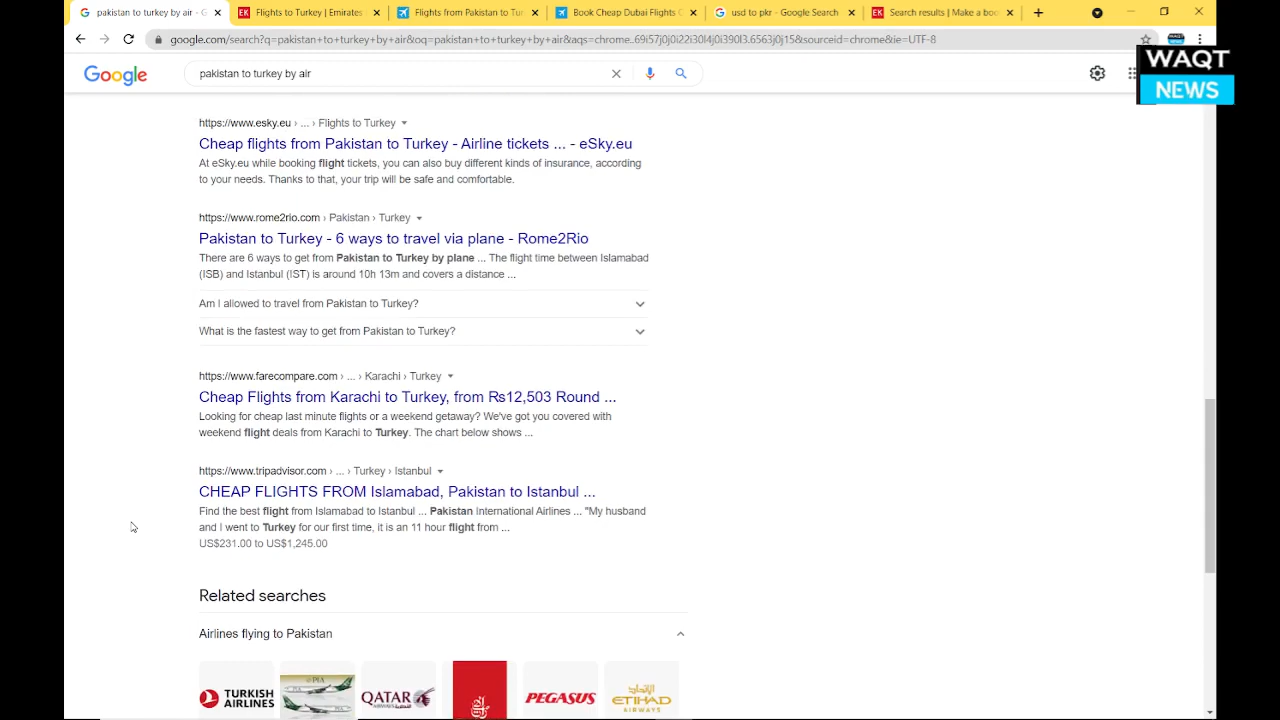 pakistan to turkey by air - G
Flights to Turkey | Emirates
Flights from Pakistan to Tur
Book Cheap Dubai Flights
usd to pkr - Google Search
Search results | Make a boo
google.com/search?q=pakistan+to+turkey+by+air&oq=pakistan+to+turkey+by+air&aqs=chrome..69i57j0j0i22i30l4j0i390l3.6563j0j15&sourceid=chrome&ie=UTF-8
WAQT
NEWS
Google
pakistan to turkey by air
https://www.esky.eu › ... › Flights to Turkey
Cheap flights from Pakistan to Turkey - Airline tickets ... - eSky.eu
At eSky.eu while booking flight tickets, you can also buy different kinds of insurance, according
to your needs. Thanks to that, your trip will be safe and comfortable.
https://www.rome2rio.com › Pakistan › Turkey
Pakistan to Turkey - 6 ways to travel via plane - Rome2Rio
There are 6 ways to get from Pakistan to Turkey by plane ... The flight time between Islamabad
(ISB) and Istanbul (IST) is around 10h 13m and covers a distance ...
Am I allowed to travel from Pakistan to Turkey?
What is the fastest way to get from Pakistan to Turkey?
https://www.farecompare.com › ... › Karachi › Turkey
Cheap Flights from Karachi to Turkey, from Rs12,503 Round ...
Looking for cheap last minute flights or a weekend getaway? We've got you covered with
weekend flight deals from Karachi to Turkey. The chart below shows ...
https://www.tripadvisor.com › ... › Turkey › Istanbul
CHEAP FLIGHTS FROM Islamabad, Pakistan to Istanbul ...
Find the best flight from Islamabad to Istanbul ... Pakistan International Airlines ... "My husband
and I went to Turkey for our first time, it is an 11 hour flight from ...
US$231.00 to US$1,245.00
Related searches
Airlines flying to Pakistan
TURKISH
AIRLINES
PIA
QATAR
AIRWAYS
PEGASUS
الإتحاد
ETIHAD
AIRWAYS